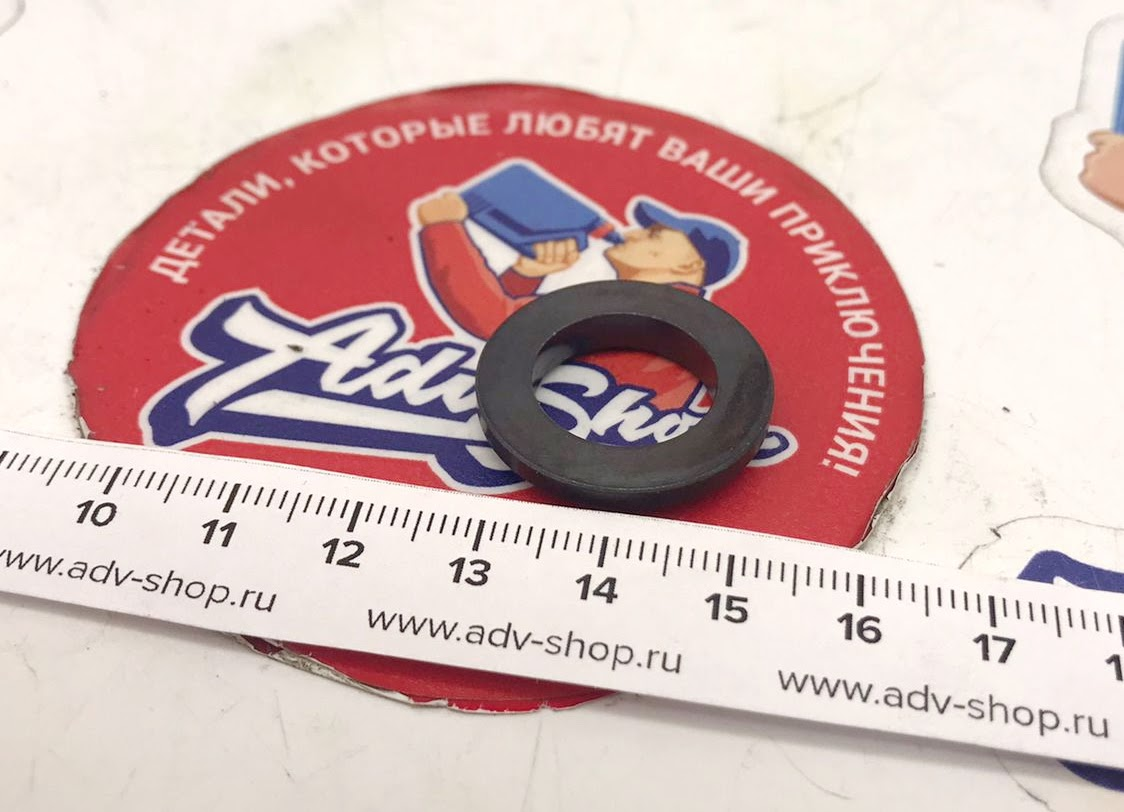 ДЕТАЛИ, КОТОРЫЕ ЛЮБЯТ ВАШИ ПРИКЛЮЧЕНИЯ!
10 11 12 13 14 15 16 17
www.adv-shop.ru www.adv-shop.ru www.adv-shop.ru